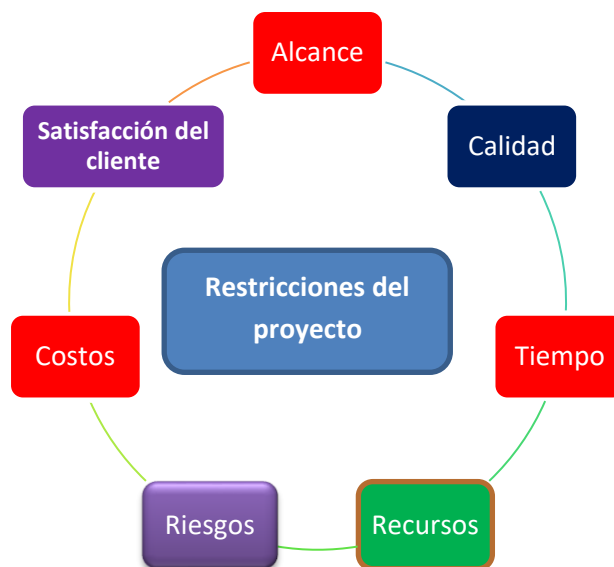 Alcance
Satisfacción del
cliente
Calidad
Restricciones del
proyecto
Costos
Tiempo
Riesgos
Recursos